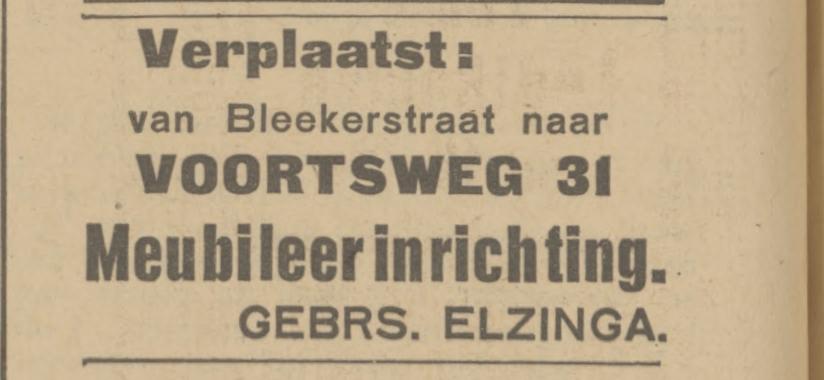 Verplaatst:
van Bleekerstraat naar
VOORTSWEG 31
Meubileerinrichting.
GEBRS. ELZINGA.